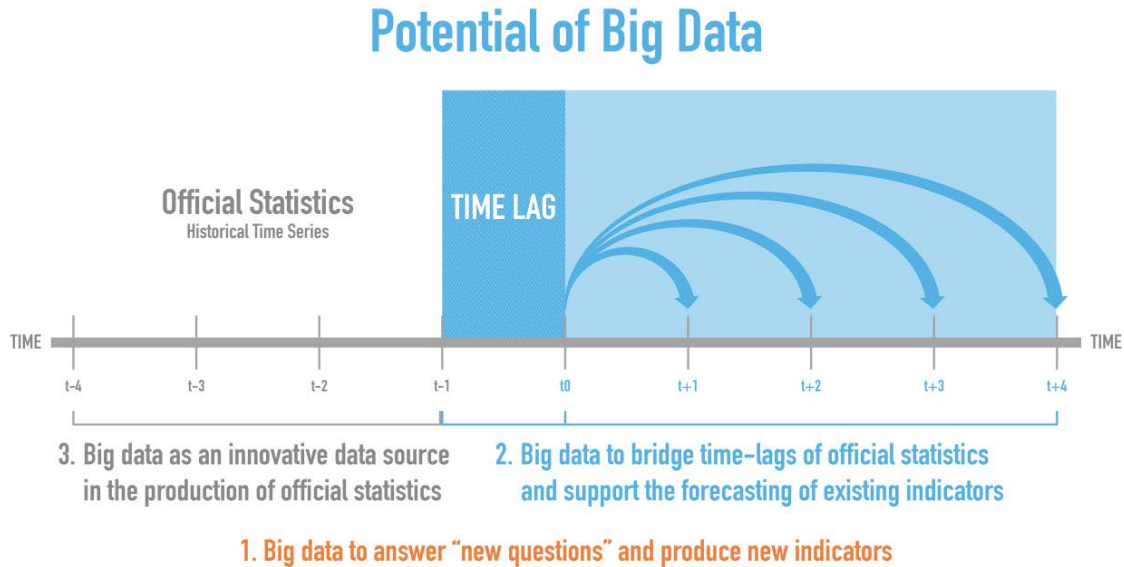 Potential of Big Data
Official Statistics
Historical Time Series
TIME LAG
TIME
TIME
t-4
t-3
t-2
t-1
t0
t+1
t+2
t+3
t+4
3. Big data as an innovative data source
in the production of official statistics
2. Big data to bridge time-lags of official statistics
and support the forecasting of existing indicators
1. Big data to answer “new questions” and produce new indicators